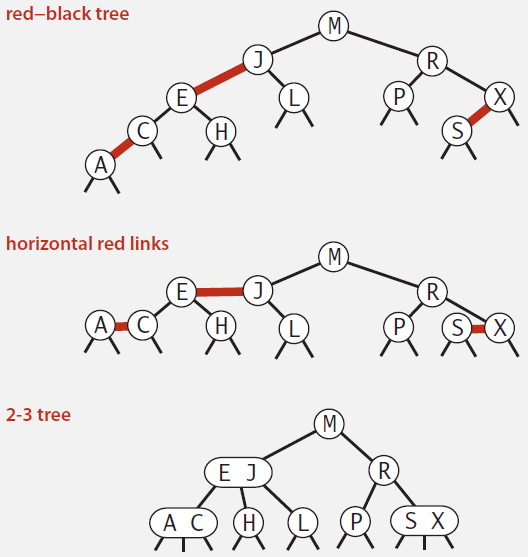 red–black tree
M
J R
E L P X
C H S
A
horizontal red links
M
E J R
A C H L P S X
2-3 tree
M
E J R
A C H L P S X